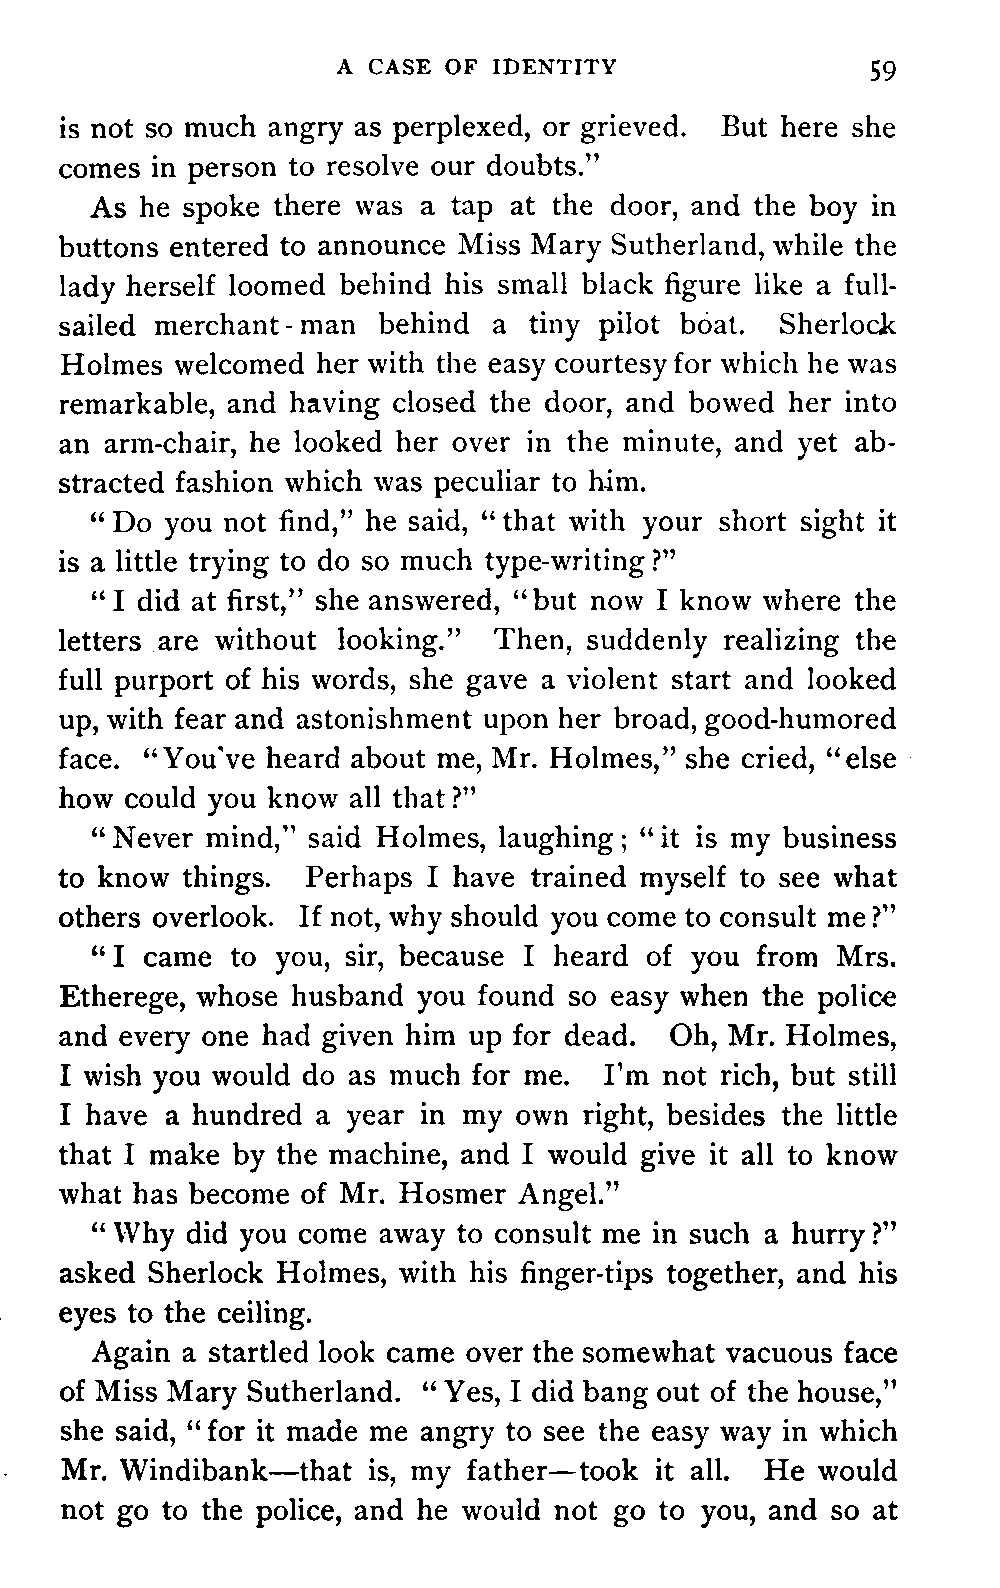 A CASE OF IDENTITY 59
is not so much angry as perplexed, or grieved. But here she
comes in person to resolve our doubts."
As he spoke there was a tap at the door, and the boy in
buttons entered to announce Miss Mary Sutherland, while the
lady herself loomed behind his small black figure like a full-
sailed merchant-man behind a tiny pilot boat. Sherlock
Holmes welcomed her with the easy courtesy for which he was
remarkable, and having closed the door, and bowed her into
an arm-chair, he looked her over in the minute, and yet ab-
stracted fashion which was peculiar to him.
"Do you not find," he said, "that with your short sight it
is a little trying to do so much type-writing?"
"I did at first," she answered, "but now I know where the
letters are without looking." Then, suddenly realizing the
full purport of his words, she gave a violent start and looked
up, with fear and astonishment upon her broad, good-humored
face. "You've heard about me, Mr. Holmes," she cried, "else
how could you know all that?"
"Never mind," said Holmes, laughing; "it is my business
to know things. Perhaps I have trained myself to see what
others overlook. If not, why should you come to consult me?"
"I came to you, sir, because I heard of you from Mrs.
Etherege, whose husband you found so easy when the police
and every one had given him up for dead. Oh, Mr. Holmes,
I wish you would do as much for me. I'm not rich, but still
I have a hundred a year in my own right, besides the little
that I make by the machine, and I would give it all to know
what has become of Mr. Hosmer Angel."
"Why did you come away to consult me in such a hurry?"
asked Sherlock Holmes, with his finger-tips together, and his
eyes to the ceiling.
Again a startled look came over the somewhat vacuous face
of Miss Mary Sutherland. "Yes, I did bang out of the house,"
she said, "for it made me angry to see the easy way in which
Mr. Windibank—that is, my father—took it all. He would
not go to the police, and he would not go to you, and so at